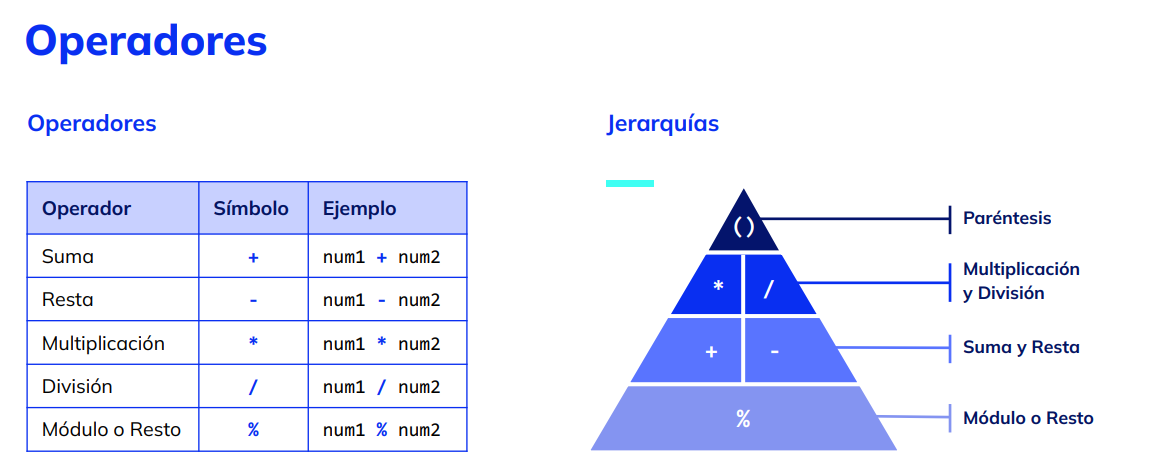 Operadores
Operadores
Operador Símbolo Ejemplo
Suma + num1 + num2
Resta - num1 - num2
Multiplicación * num1 * num2
División / num1 / num2
Módulo o Resto % num1 % num2
Jerarquías
() Paréntesis
* / Multiplicación
y División
+ - Suma y Resta
% Módulo o Resto